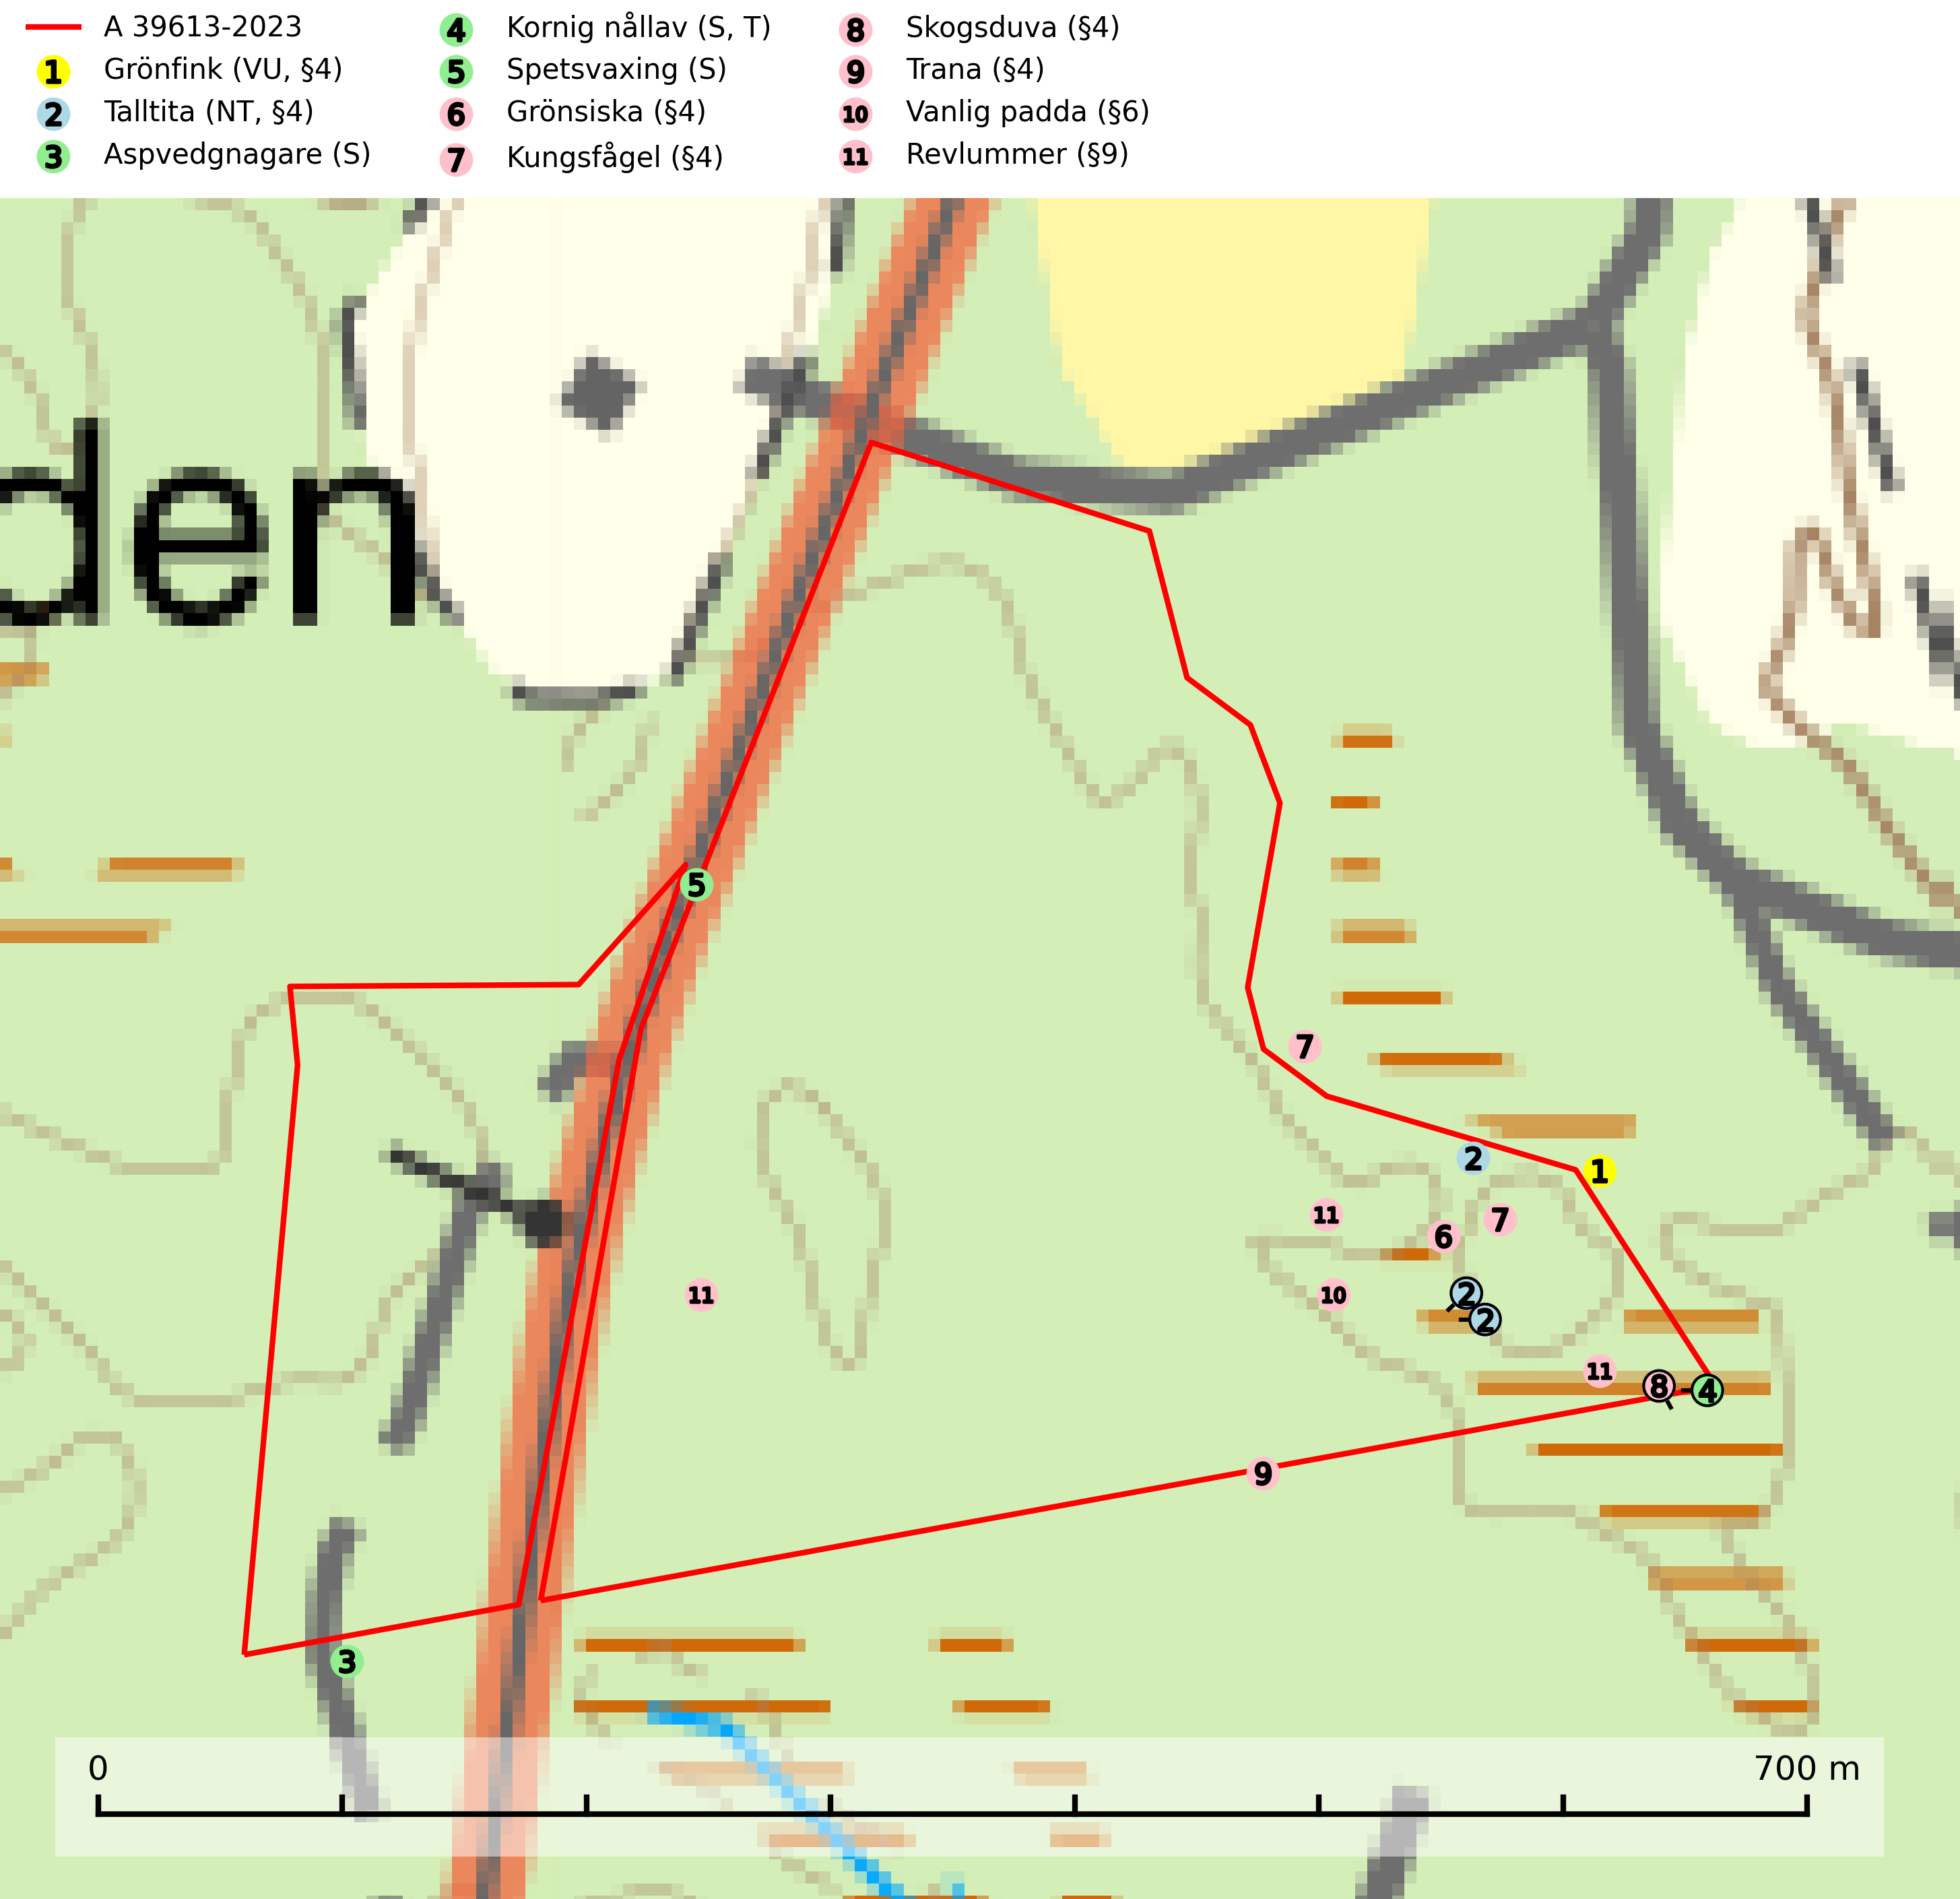 A 39613-2023
1 Grönfink (VU, §4)
2 Talltita (NT, §4)
3 Aspvedgnagare (S)
4 Kornig nållav (S, T)
5 Spetsvaxing (S)
6 Grönsiska (§4)
7 Kungsfågel (§4)
8 Skogsduva (§4)
9 Trana (§4)
10 Vanlig padda (§6)
11 Revlummer (§9)
den
5
7
2
1
11
7
6
11
10
2
2
11
8
4
9
3
0
700 m